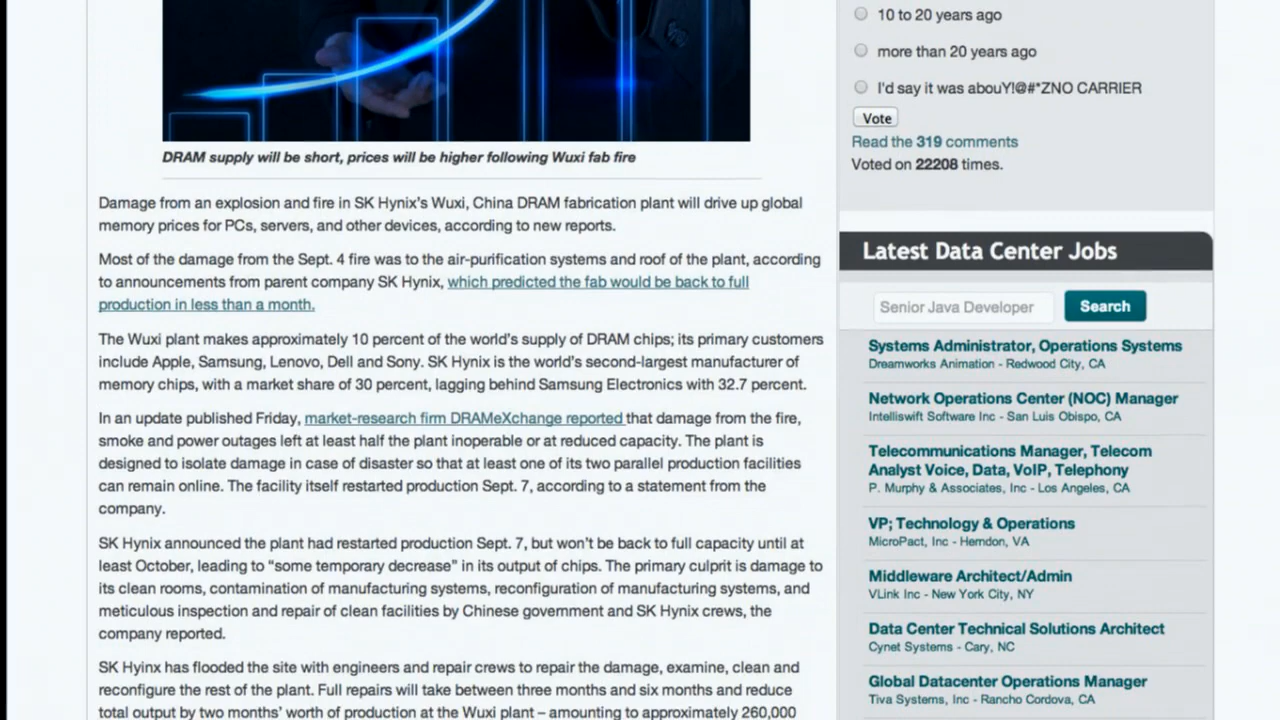 DRAM supply will be short, prices will be higher following Wuxi fab fire
Damage from an explosion and fire in SK Hynix's Wuxi, China DRAM fabrication plant will drive up global
memory prices for PCs, servers, and other devices, according to new reports.
Most of the damage from the Sept. 4 fire was to the air-purification systems and roof of the plant, according
to announcements from parent company SK Hynix, which predicted the fab would be back to full
production in less than a month.
The Wuxi plant makes approximately 10 percent of the world's supply of DRAM chips; its primary customers
include Apple, Samsung, Lenovo, Dell and Sony. SK Hynix is the world's second-largest manufacturer of
memory chips, with a market share of 30 percent, lagging behind Samsung Electronics with 32.7 percent.
In an update published Friday, market-research firm DRAMeXchange reported that damage from the fire,
smoke and power outages left at least half the plant inoperable or at reduced capacity. The plant is
designed to isolate damage in case of disaster so that at least one of its two parallel production facilities
can remain online. The facility itself restarted production Sept. 7, according to a statement from the
company.
SK Hynix announced the plant had restarted production Sept. 7, but won't be back to full capacity until at
least October, leading to "some temporary decrease" in its output of chips. The primary culprit is damage to
its clean rooms, contamination of manufacturing systems, reconfiguration of manufacturing systems, and
meticulous inspection and repair of clean facilities by Chinese government and SK Hynix crews, the
company reported.
SK Hyinx has flooded the site with engineers and repair crews to repair the damage, examine, clean and
reconfigure the rest of the plant. Full repairs will take between three months and six months and reduce
total output by two months' worth of production at the Wuxi plant – amounting to approximately 260,000
10 to 20 years ago
more than 20 years ago
I'd say it was abouY!@#*ZNO CARRIER
Vote
Read the 319 comments
Voted on 22208 times.
Latest Data Center Jobs
Senior Java Developer
Search
Systems Administrator, Operations Systems
Dreamworks Animation - Redwood City, CA
Network Operations Center (NOC) Manager
Intelliswift Software Inc - San Luis Obispo, CA
Telecommunications Manager, Telecom
Analyst Voice, Data, VoIP, Telephony
P. Murphy & Associates, Inc - Los Angeles, CA
VP; Technology & Operations
MicroPact, Inc - Herndon, VA
Middleware Architect/Admin
VLink Inc - New York City, NY
Data Center Technical Solutions Architect
Cynet Systems - Cary, NC
Global Datacenter Operations Manager
Tiva Systems, Inc - Rancho Cordova, CA